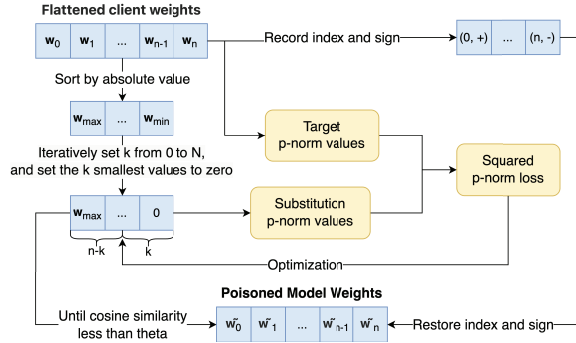 Flattened client weights
w0 w1 ... wn-1 wn
Record index and sign
(0, +) ... (n, -)
Sort by absolute value
wmax ... wmin
Target
p-norm values
Iteratively set k from 0 to N,
and set the k smallest values to zero
Squared
p-norm loss
wmax ... 0
Substitution
p-norm values
n-k k
Optimization
Poisoned Model Weights
Until cosine similarity
less than theta
w̃0 w̃1 ... w̃n-1 w̃n
Restore index and sign